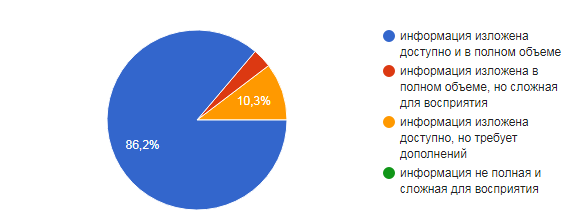 информация изложена
доступно и в полном объеме
информация изложена в
полном объеме, но сложная
для восприятия
информация изложена
доступно, но требует
дополнений
информация не полная и
сложная для восприятия
10,3%
86,2%